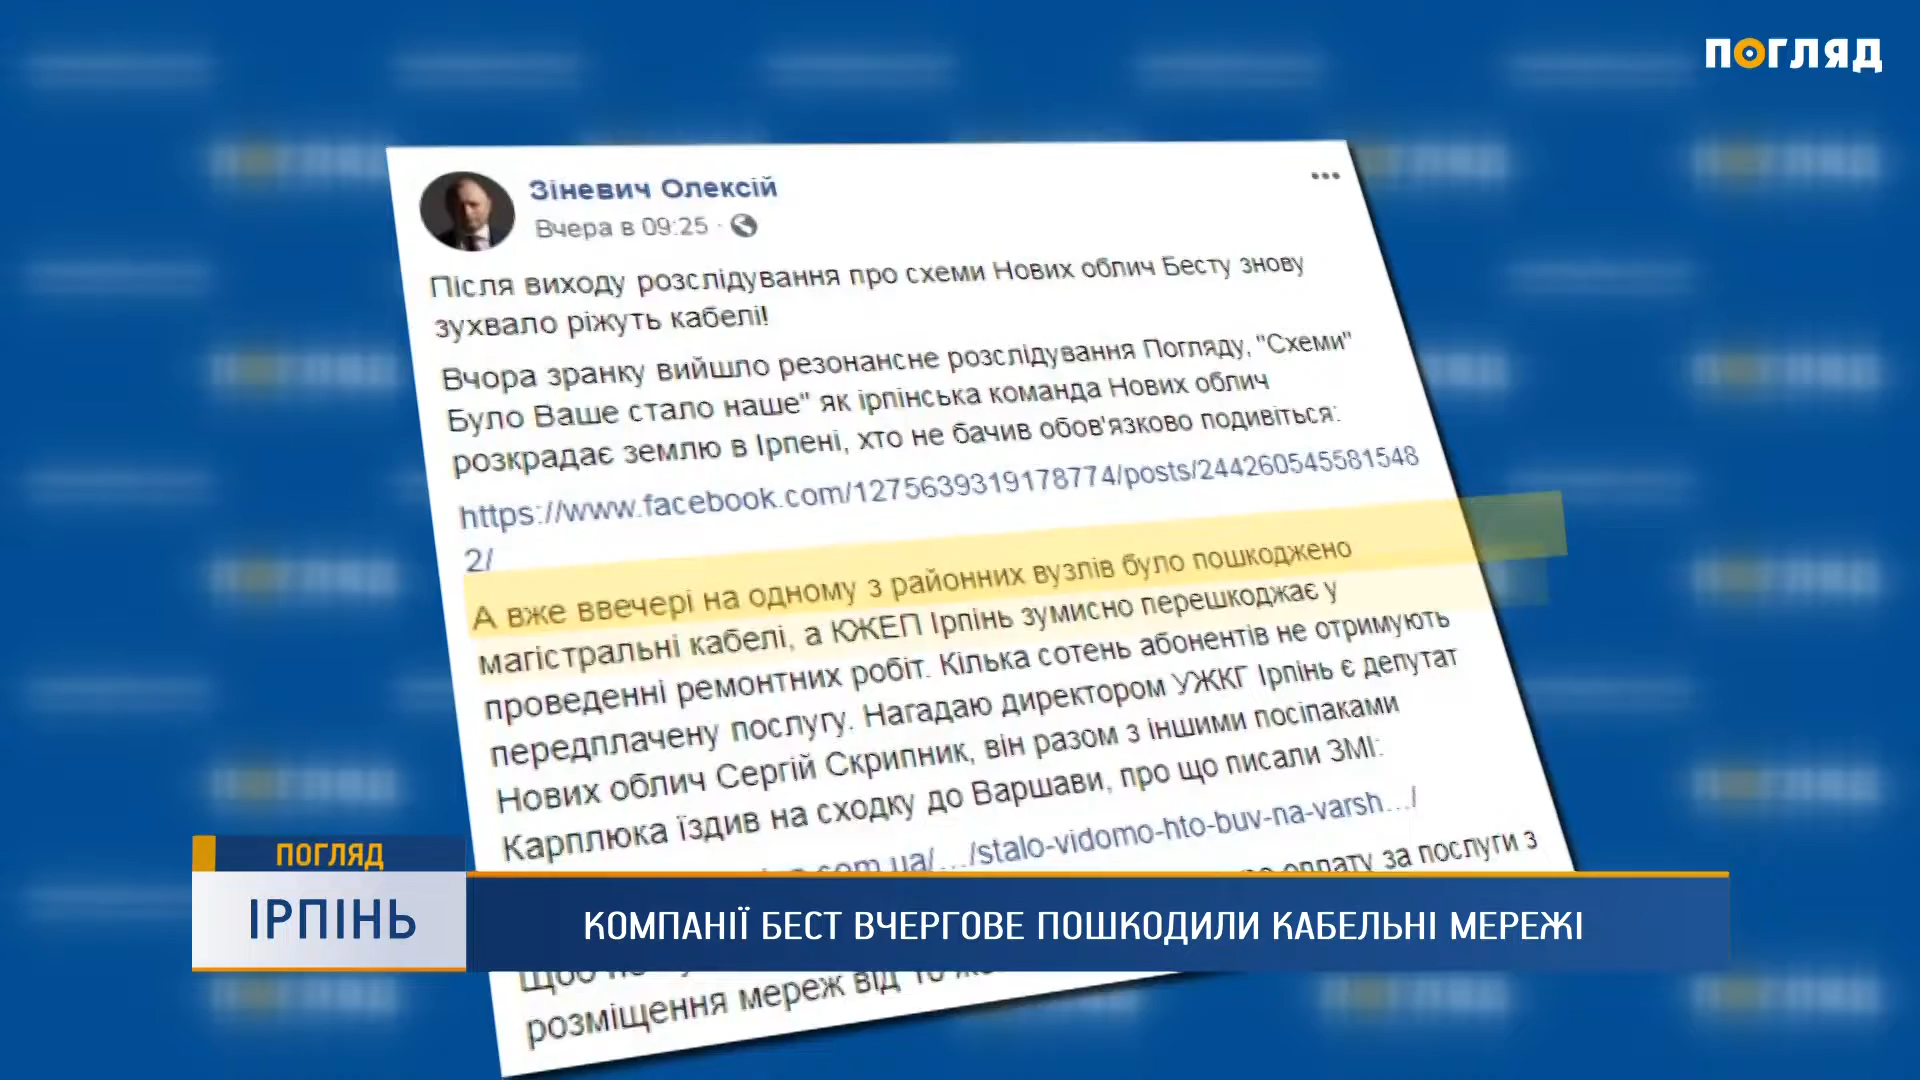 ПОГЛЯД
Зіневич Олексій
Вчера в 09:25 ·
Після виходу розслідування про схеми Нових облич Бесту знову
зухвало ріжуть кабелі!
Вчора зранку вийшло резонансне розслідування Погляду, "Схеми"
Було Ваше стало наше" як ірпінська команда Нових облич
розкрадає землю в Ірпені, хто не бачив обов'язково подивіться:
https://www.facebook.com/1275639319178774/posts/244260545581548
2/
А вже ввечері на одному з районних вузлів було пошкоджено
магістральні кабелі, а КЖЕП Ірпінь зумисно перешкоджає у
проведенні ремонтних робіт. Кілька сотень абонентів не отримують
передплачену послугу. Нагадаю директором УЖКГ Ірпінь є депутат
Нових облич Сергій Скрипник, він разом з іншими посіпаками
Карплюка їздив на сходку до Варшави, про що писали ЗМІ:
.com.ua/…/stalo-vidomo-hto-buv-na-varsh…/
оплату за послуги з
ПОГЛЯД
ІРПІНЬ
КОМПАНІЇ БЕСТ ВЧЕРГОВЕ ПОШКОДИЛИ КАБЕЛЬНІ МЕРЕЖІ
розміщення мереж від